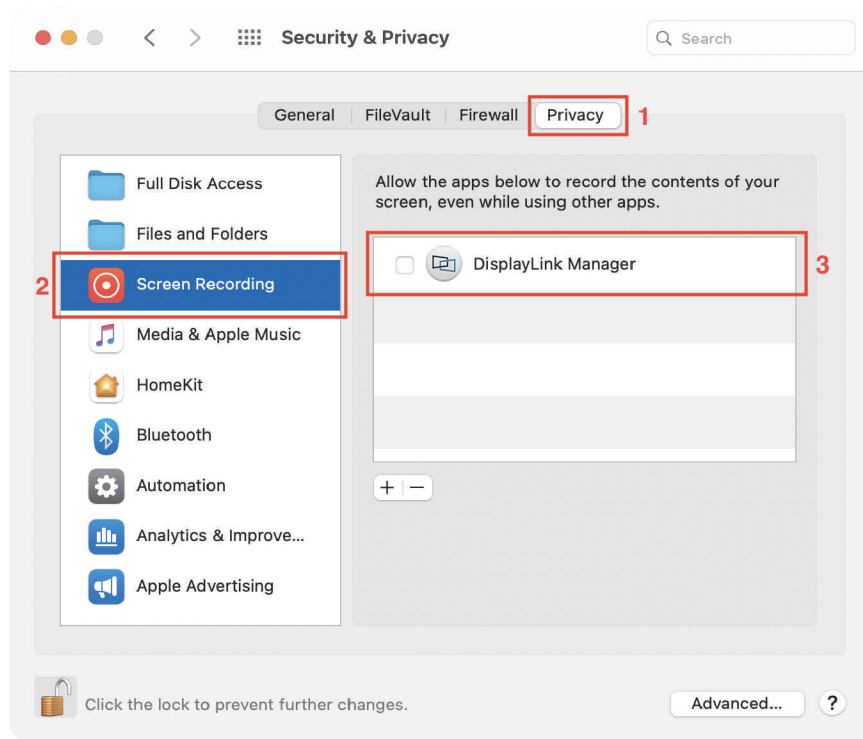 Security & Privacy
Search
General FileVault Firewall Privacy 1
Full Disk Access
Files and Folders
2 Screen Recording
Media & Apple Music
HomeKit
Bluetooth
Automation
Analytics & Improve...
Apple Advertising
Allow the apps below to record the contents of your
screen, even while using other apps.
DisplayLink Manager 3
+ −
Click the lock to prevent further changes.
Advanced... ?